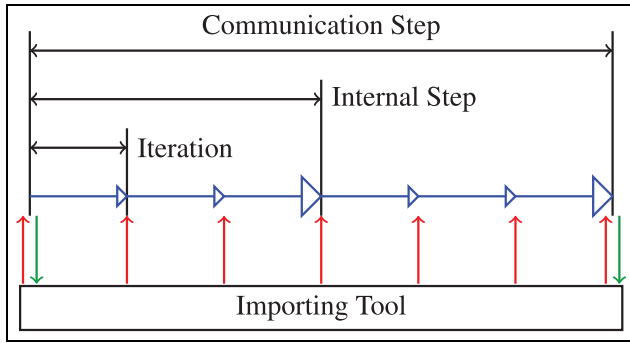 Communication Step
Internal Step
Iteration
Importing Tool